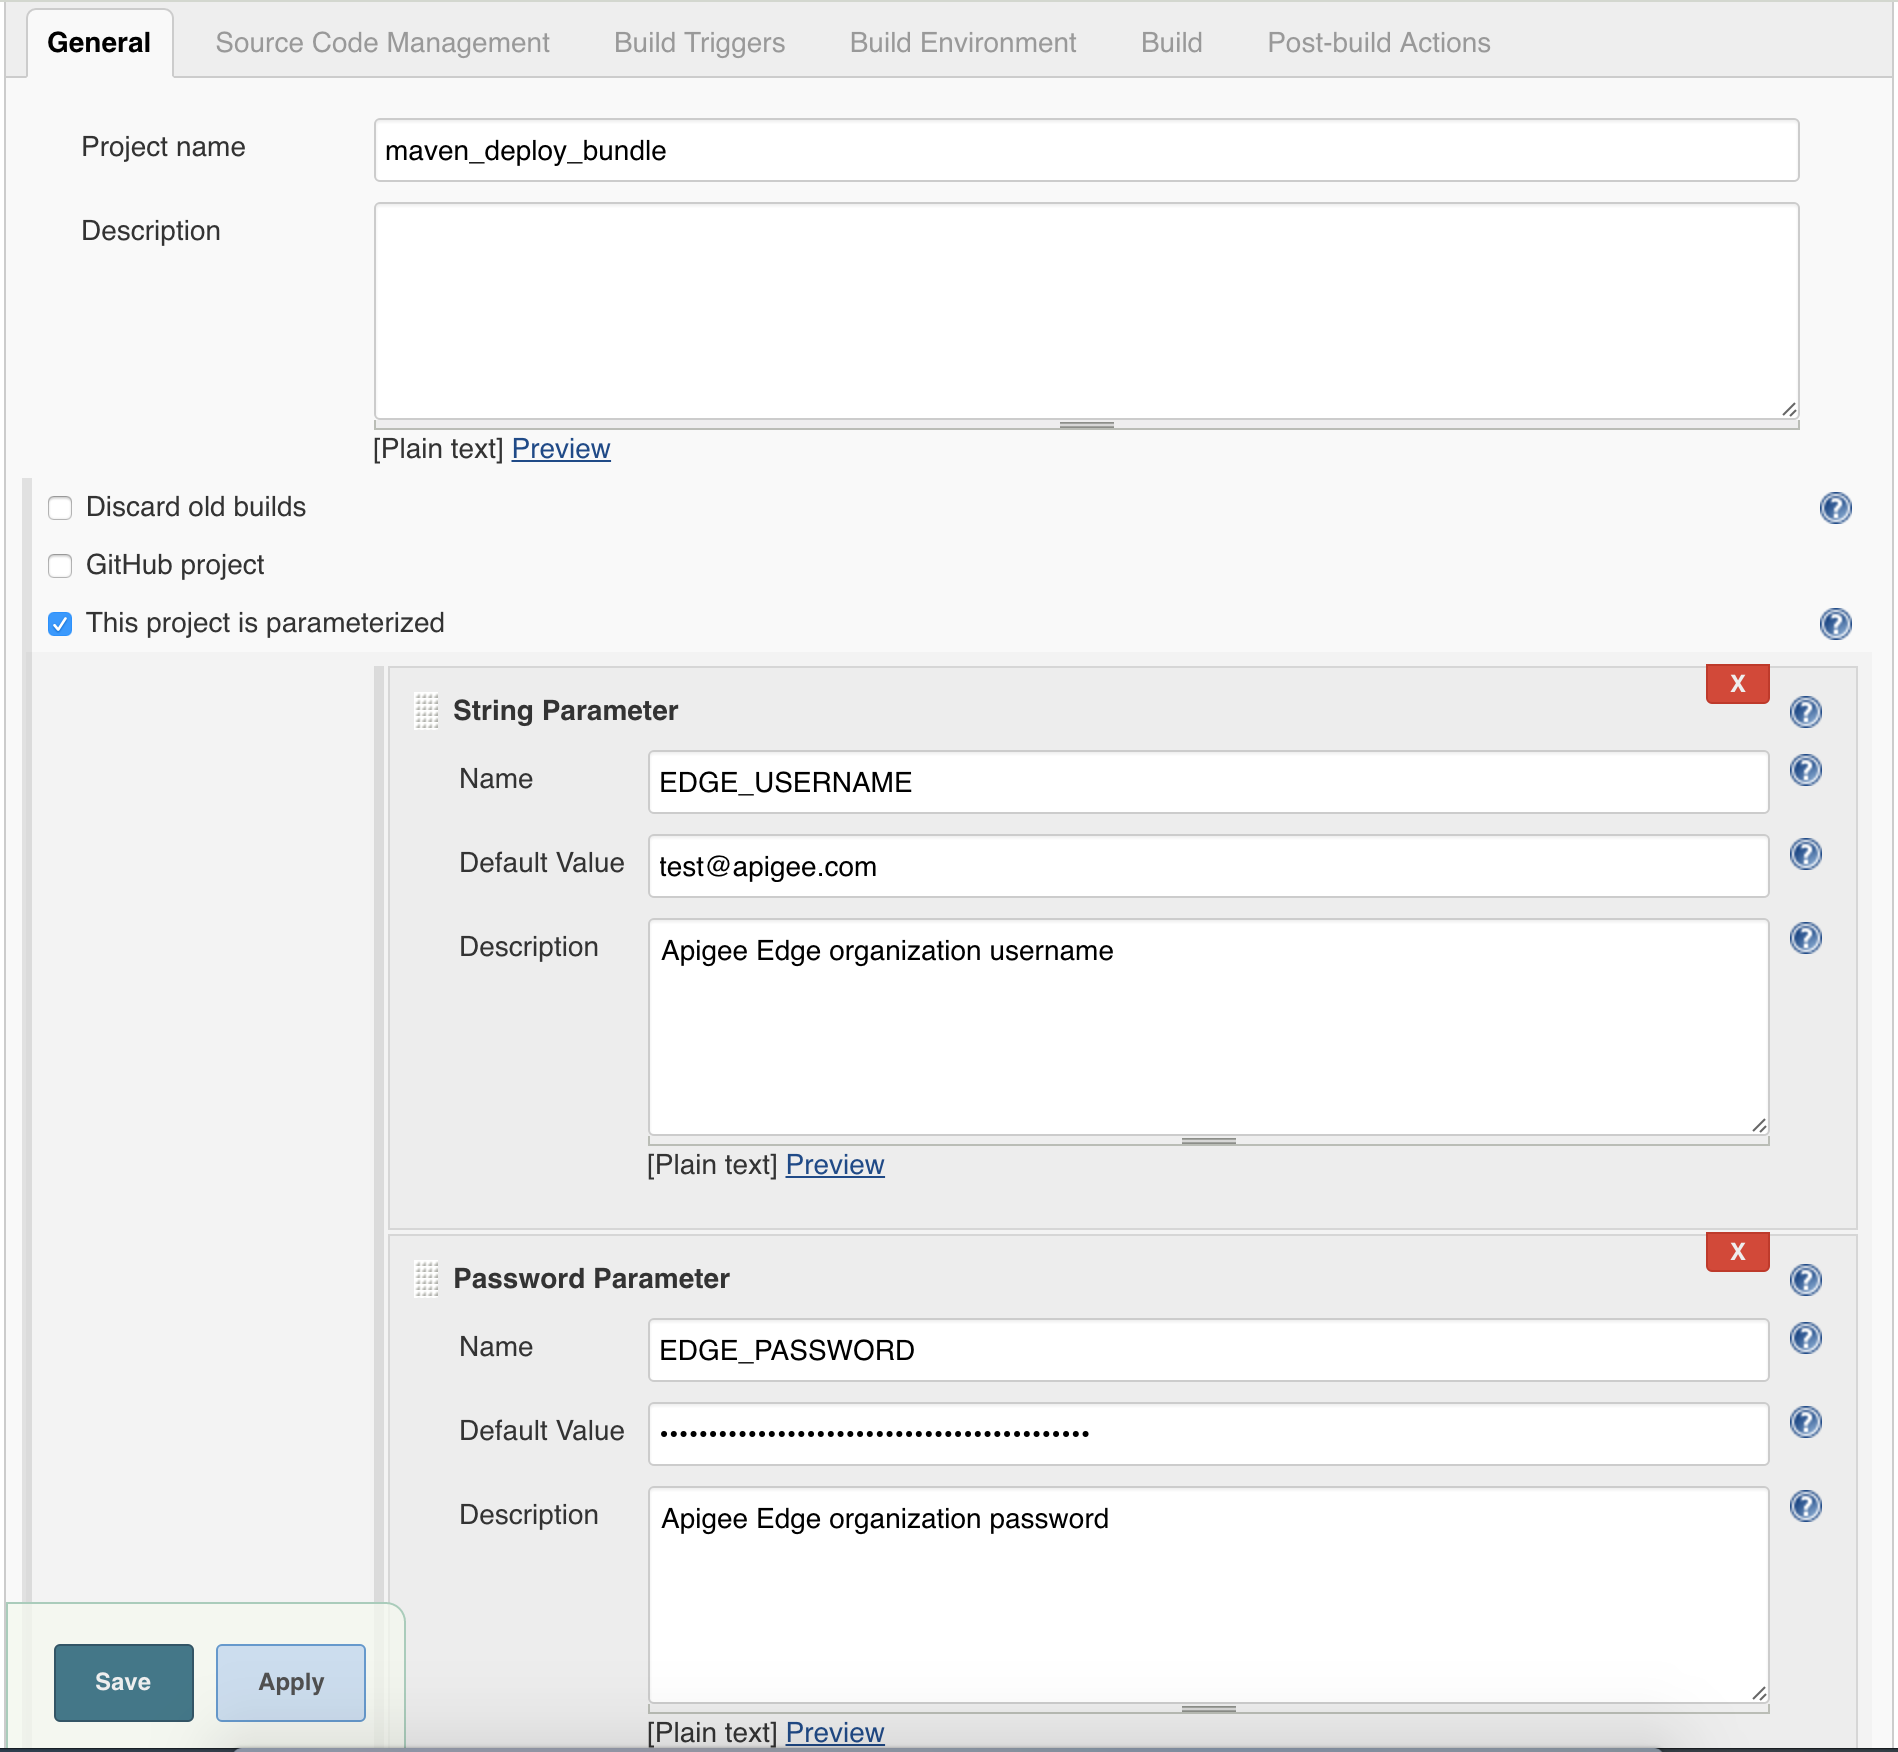 General Source Code Management Build Triggers Build Environment Build Post-build Actions
Project name maven_deploy_bundle
Description
[Plain text] Preview
Discard old builds
GitHub project
This project is parameterized
X
String Parameter
Name EDGE_USERNAME
Default Value test@apigee.com
Description Apigee Edge organization username
[Plain text] Preview
X
Password Parameter
Name EDGE_PASSWORD
Default Value
Description Apigee Edge organization password
Save Apply
[Plain text] Preview